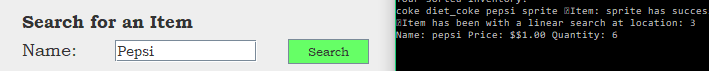 Search for an Item
Name: Pepsi Search
Your sorted inventory:
coke diet_coke pepsi sprite Item: sprite has succes
Item has been with a linear search at location: 3
Name: pepsi Price: $$1.00 Quantity: 6